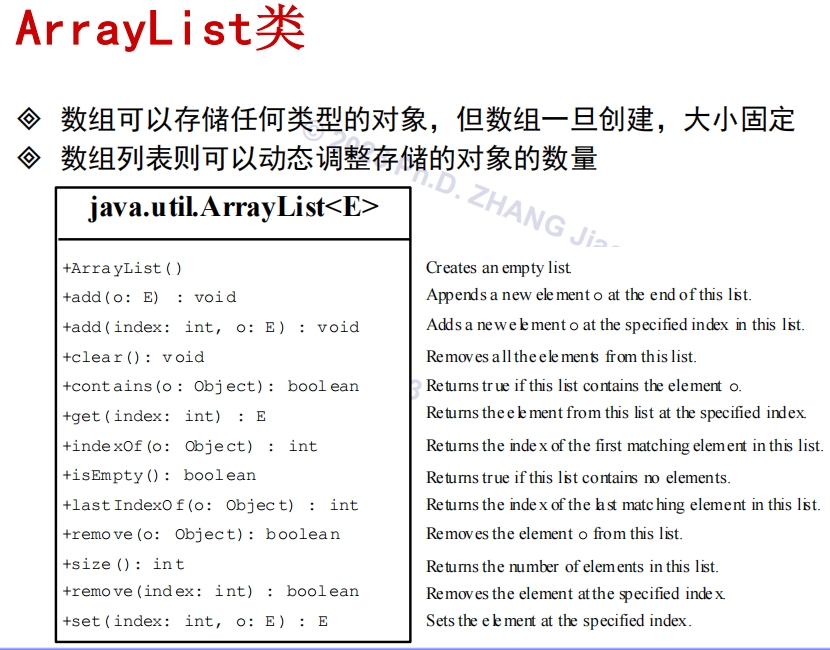 ArrayList类
数组可以存储任何类型的对象，但数组一旦创建，大小固定
数组列表则可以动态调整存储的对象的数量
Ph.D. ZHANG
java.util.ArrayList<E>
+ArrayList() Creates an empty list.
+add(o: E) : void Appends a new element o at the end of this list.
+add(index: int, o: E) : void Adds a new element o at the specified index in this list.
+clear(): void Removes all the elements from this list.
+contains(o: Object): boolean Returns true if this list contains the element o.
+get(index: int) : E Returns the element from this list at the specified index.
+indexOf(o: Object) : int Returns the index of the first matching element in this list.
+isEmpty(): boolean Returns true if this list contains no elements.
+lastIndexOf(o: Object) : int Returns the index of the last matching element in this list.
+remove(o: Object): boolean Removes the element o from this list.
+size(): int Returns the number of elements in this list.
+remove(index: int) : boolean Removes the element at the specified index.
+set(index: int, o: E) : E Sets the element at the specified index.